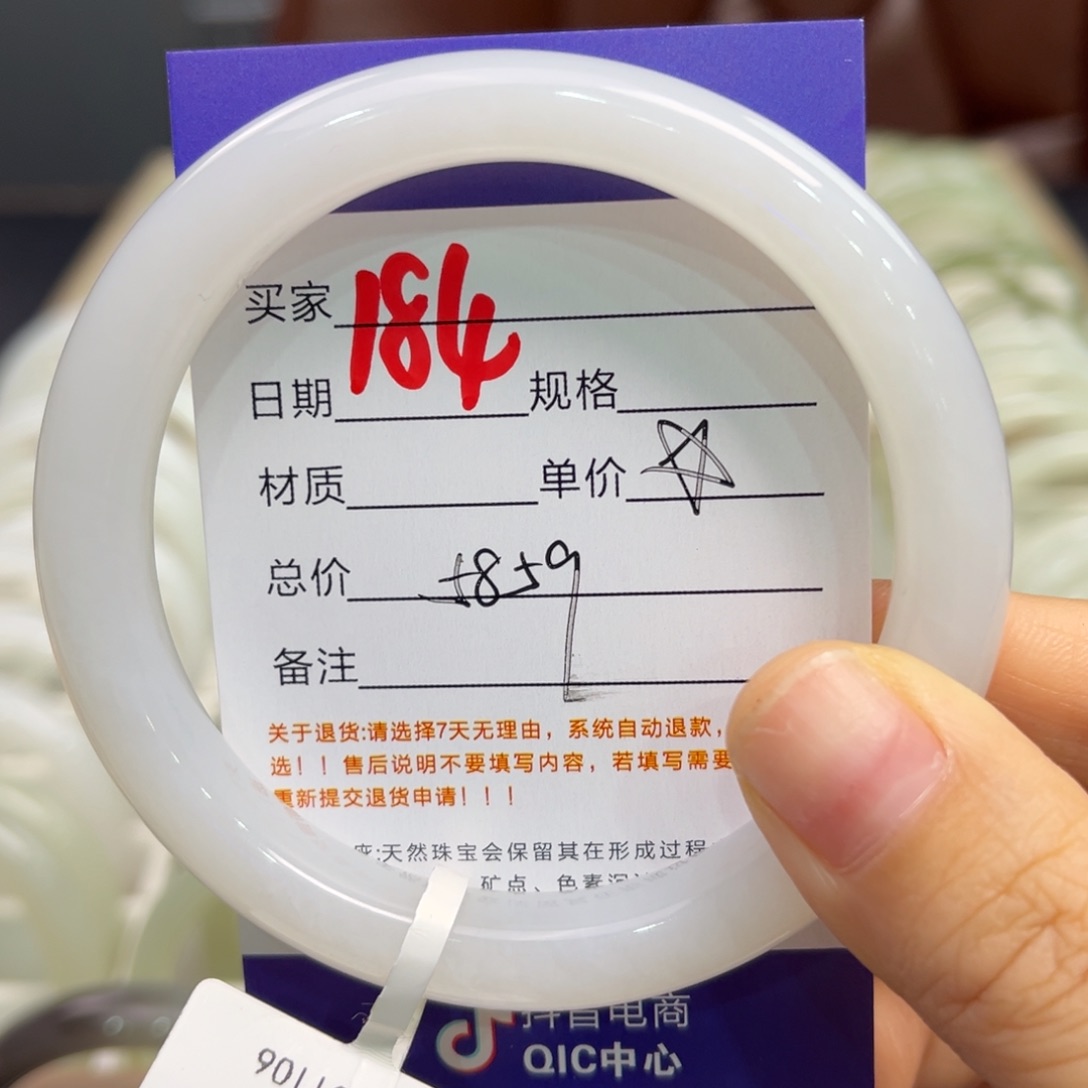 买家 184
日期 规格
材质 单价
总价 5859
备注
关于退货:请选择7天无理由，系统自动退款，
选！！售后说明不要填写内容，若填写需要
重新提交退货申请！！！
:天然珠宝会保留其在形成过程
矿点、色素沉
抖音电商
QIC中心